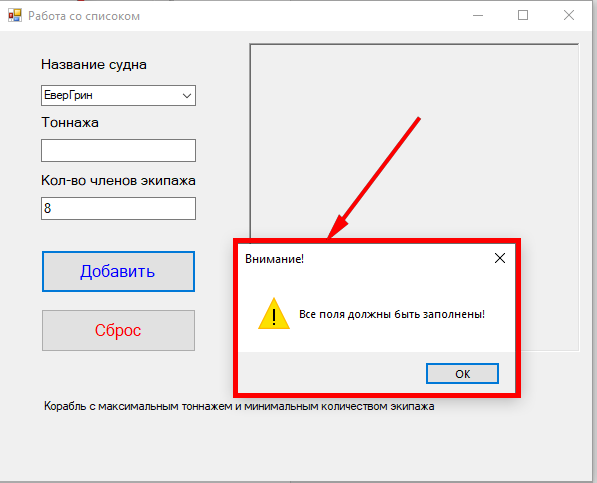 Работа со списоком
Название судна
ЕверГрин
Тоннажа
Кол-во членов экипажа
8
Добавить
Сброс
Внимание!
Все поля должны быть заполнены!
OK
Корабль с максимальным тоннажем и минимальным количеством экипажа